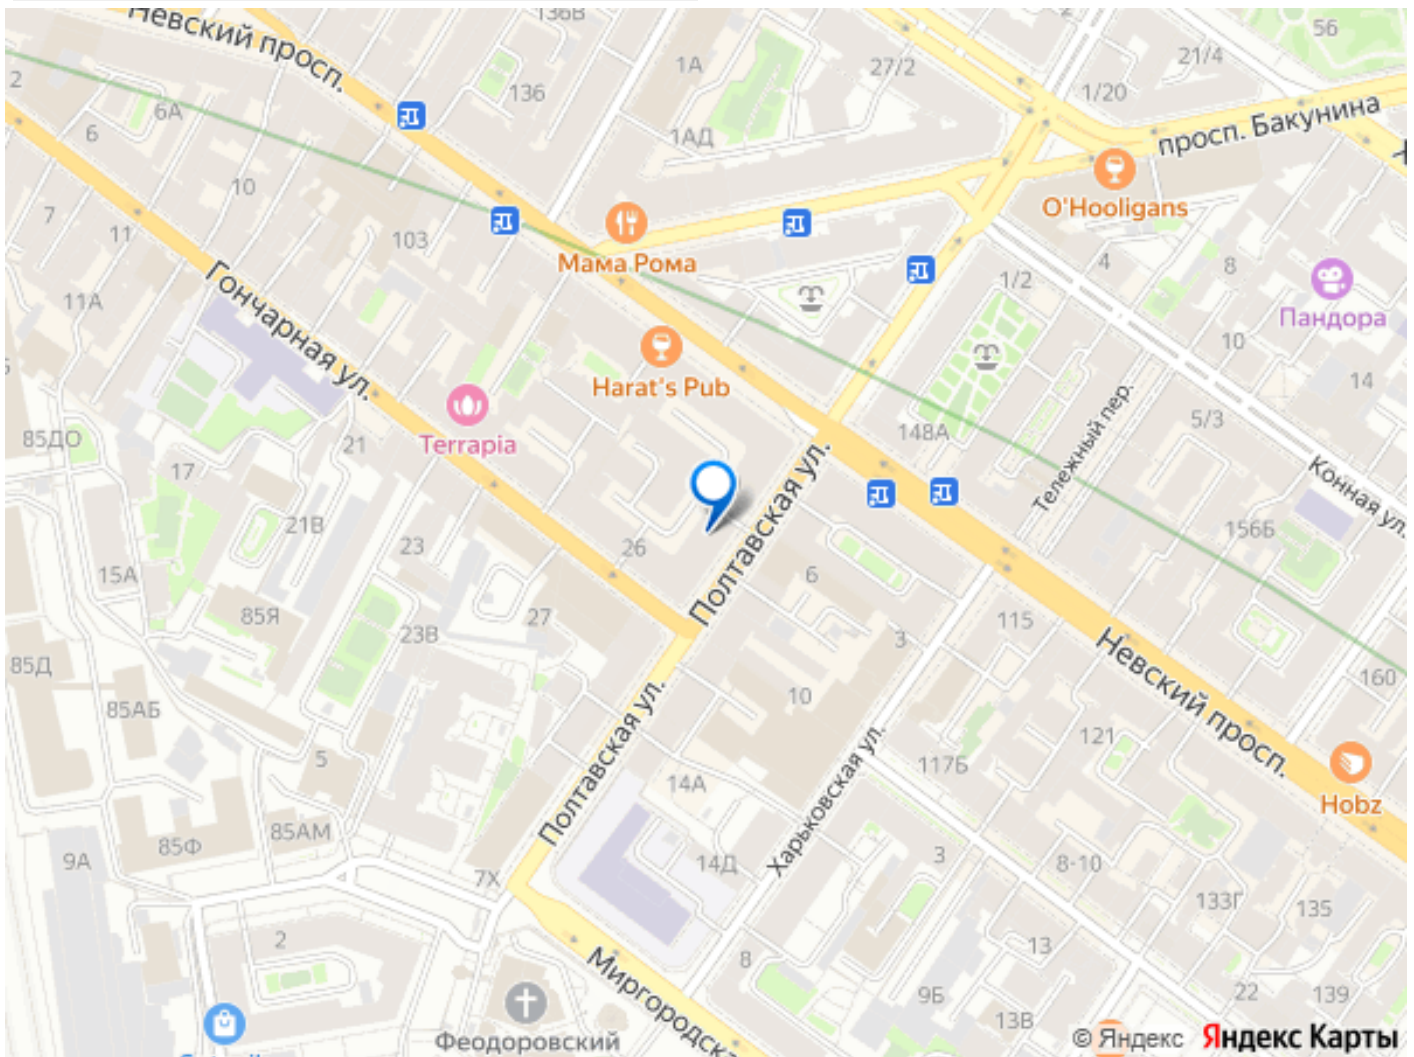 Невский просп.
136В
56
21/4
27/2
1А
2
136
1/20
6А
просп. Бакунина
6
1АД
O'Hooligans
10
7
11
103
Мама Рома
4
8
1/2
11А
Гончарная ул.
Пандора
10
Harat's Pub
14
Terrapia
148А
5/3
85ДО
21
Тележный пер.
17
Конная ул.
Полтавская ул.
21В
156Б
23
26
15А
6
85Я
27
23В
3
115
Невский просп.
85Д
160
10
85АБ
Полтавская ул.
121
5
117Б
14А
Харьковская ул.
Hobz
85АМ
85Ф
9А
14Д
3
8-10
7Х
133Г
135
2
13
8
Миргородска
9Б
22
139
13В
Феодоровский
© Яндекс Яндекс Карты